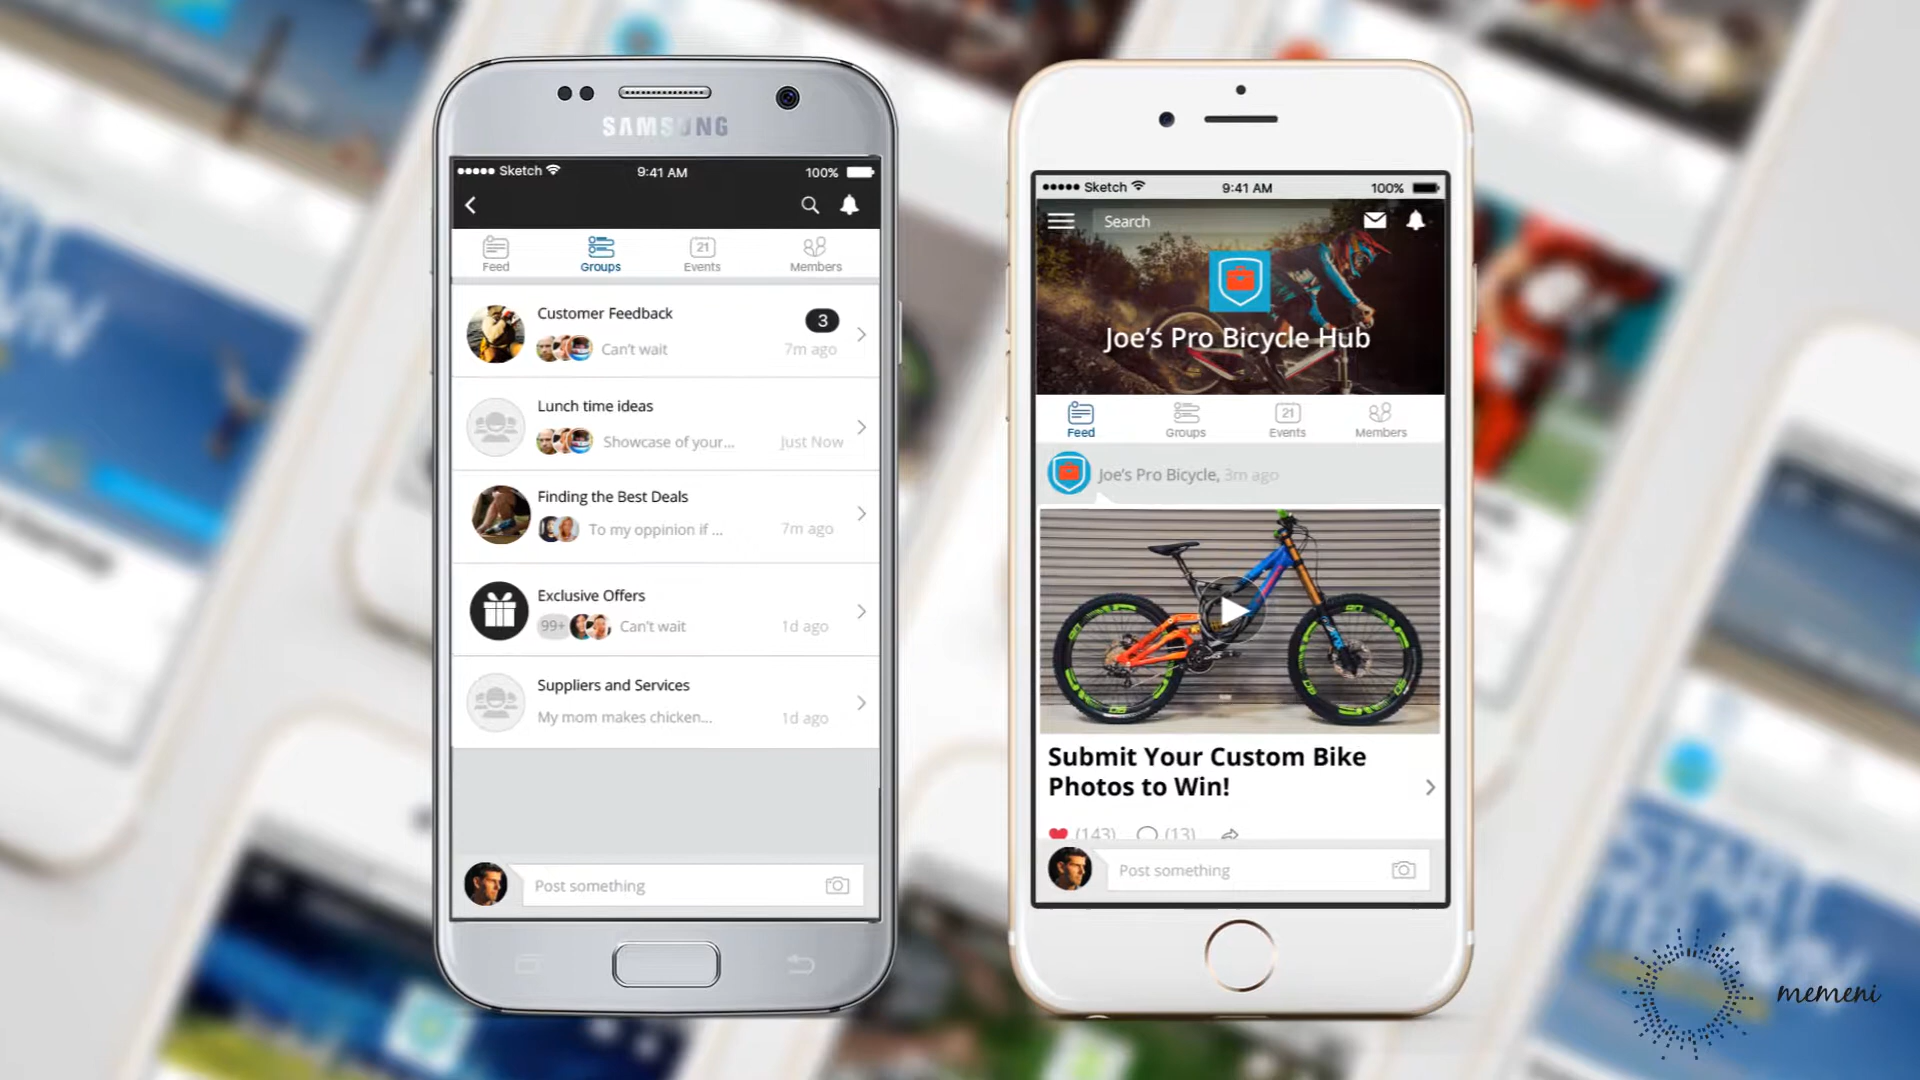 SAMSUNG
Sketch 9:41 AM 100%
Feed Groups 21 Events Members
Customer Feedback 3
Can't wait 7m ago
Lunch time ideas
Showcase of your... Just Now
Finding the Best Deals
To my oppinion if ... 7m ago
Exclusive Offers
99+ Can't wait 1d ago
Suppliers and Services
My mom makes chicken... 1d ago
Post something
Sketch 9:41 AM 100%
Search
Joe's Pro Bicycle Hub
Feed Groups 21 Events Members
Joe's Pro Bicycle, 3m ago
Submit Your Custom Bike
Photos to Win!
(143) (13)
Post something
START
memeni